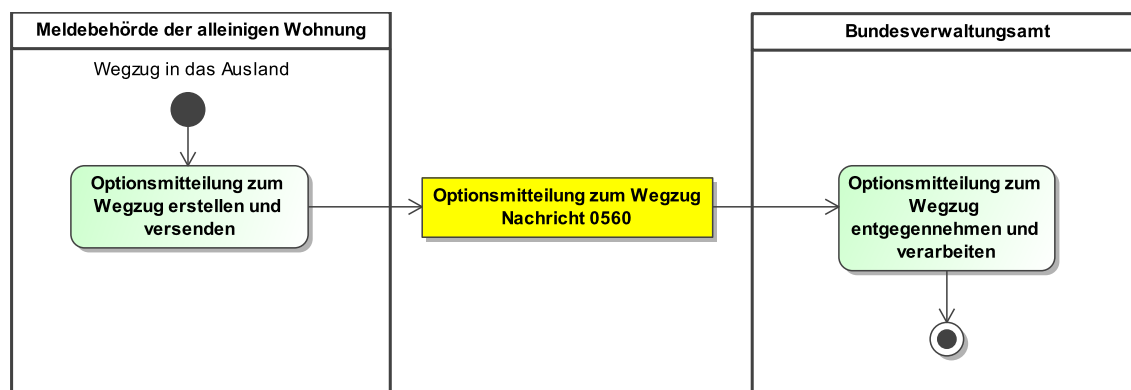 Meldebehörde der alleinigen Wohnung
Bundesverwaltungsamt
Wegzug in das Ausland
Optionsmitteilung zum
Wegzug erstellen und
versenden
Optionsmitteilung zum Wegzug
Nachricht 0560
Optionsmitteilung zum
Wegzug
entgegennehmen und
verarbeiten